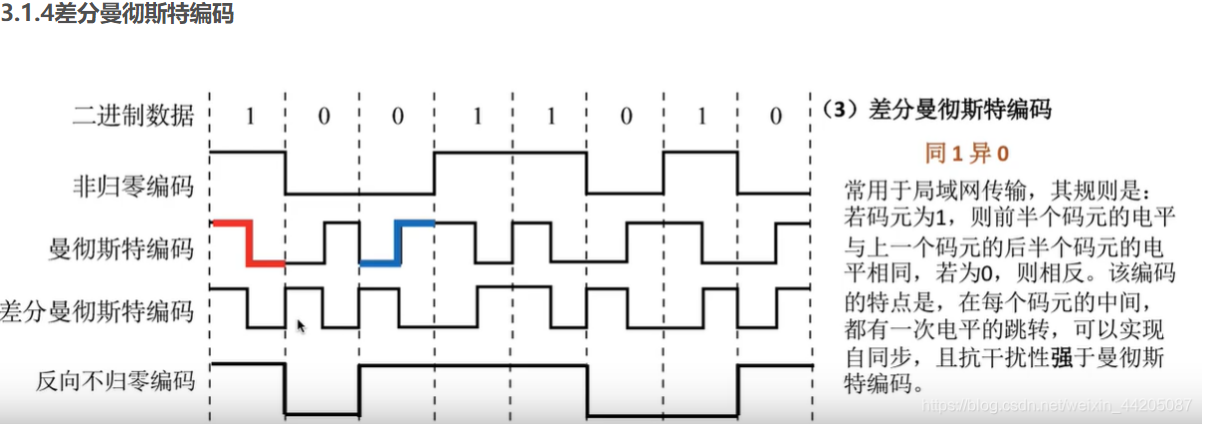 3.1.4差分曼彻斯特编码
二进制数据 1 0 0 1 1 0 1 0
非归零编码
曼彻斯特编码
差分曼彻斯特编码
反向不归零编码
（3）差分曼彻斯特编码
同1异0
常用于局域网传输，其规则是：
若码元为1，则前半个码元的电平
与上一个码元的后半个码元的电
平相同，若为0，则相反。该编码
的特点是，在每个码元的中间，
都有一次电平的跳转，可以实现
自同步，且抗干扰性强于曼彻斯
特编码。
https://blog.csdn.net/weixin_44205087